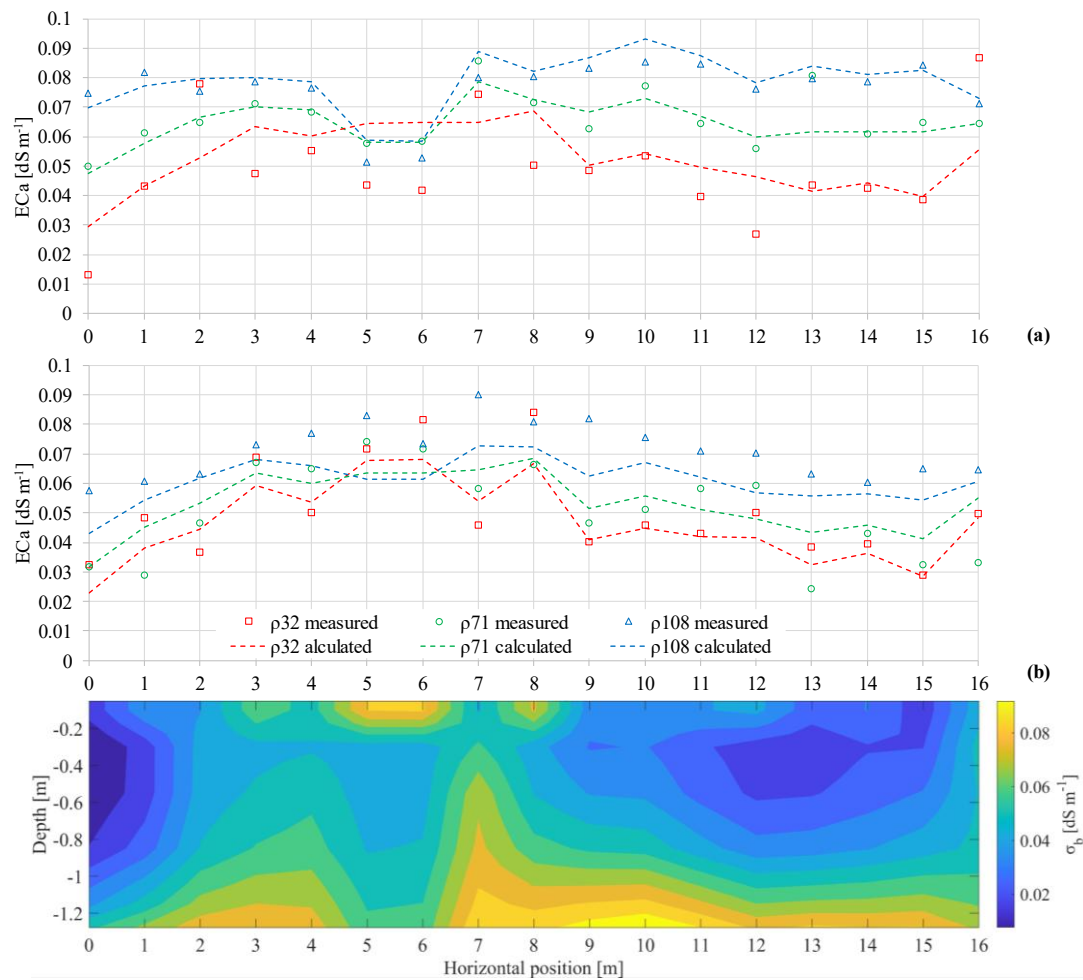 0.1
0.09
0.08
0.07
0.06
0.05
0.04
0.03
0.02
0.01
0
ECa [dS m⁻¹]
0 1 2 3 4 5 6 7 8 9 10 11 12 13 14 15 16
(a)
0.1
0.09
0.08
0.07
0.06
0.05
0.04
0.03
0.02
0.01
0
ECa [dS m⁻¹]
ρ32 measured ρ71 measured ρ108 measured
ρ32 alculated ρ71 calculated ρ108 calculated
0 1 2 3 4 5 6 7 8 9 10 11 12 13 14 15 16
(b)
-0.2
-0.4
-0.6
-0.8
-1
-1.2
Depth [m]
0 1 2 3 4 5 6 7 8 9 10 11 12 13 14 15 16
Horizontal position [m]
0.08
0.06
0.04
0.02
σb [dS m⁻¹]